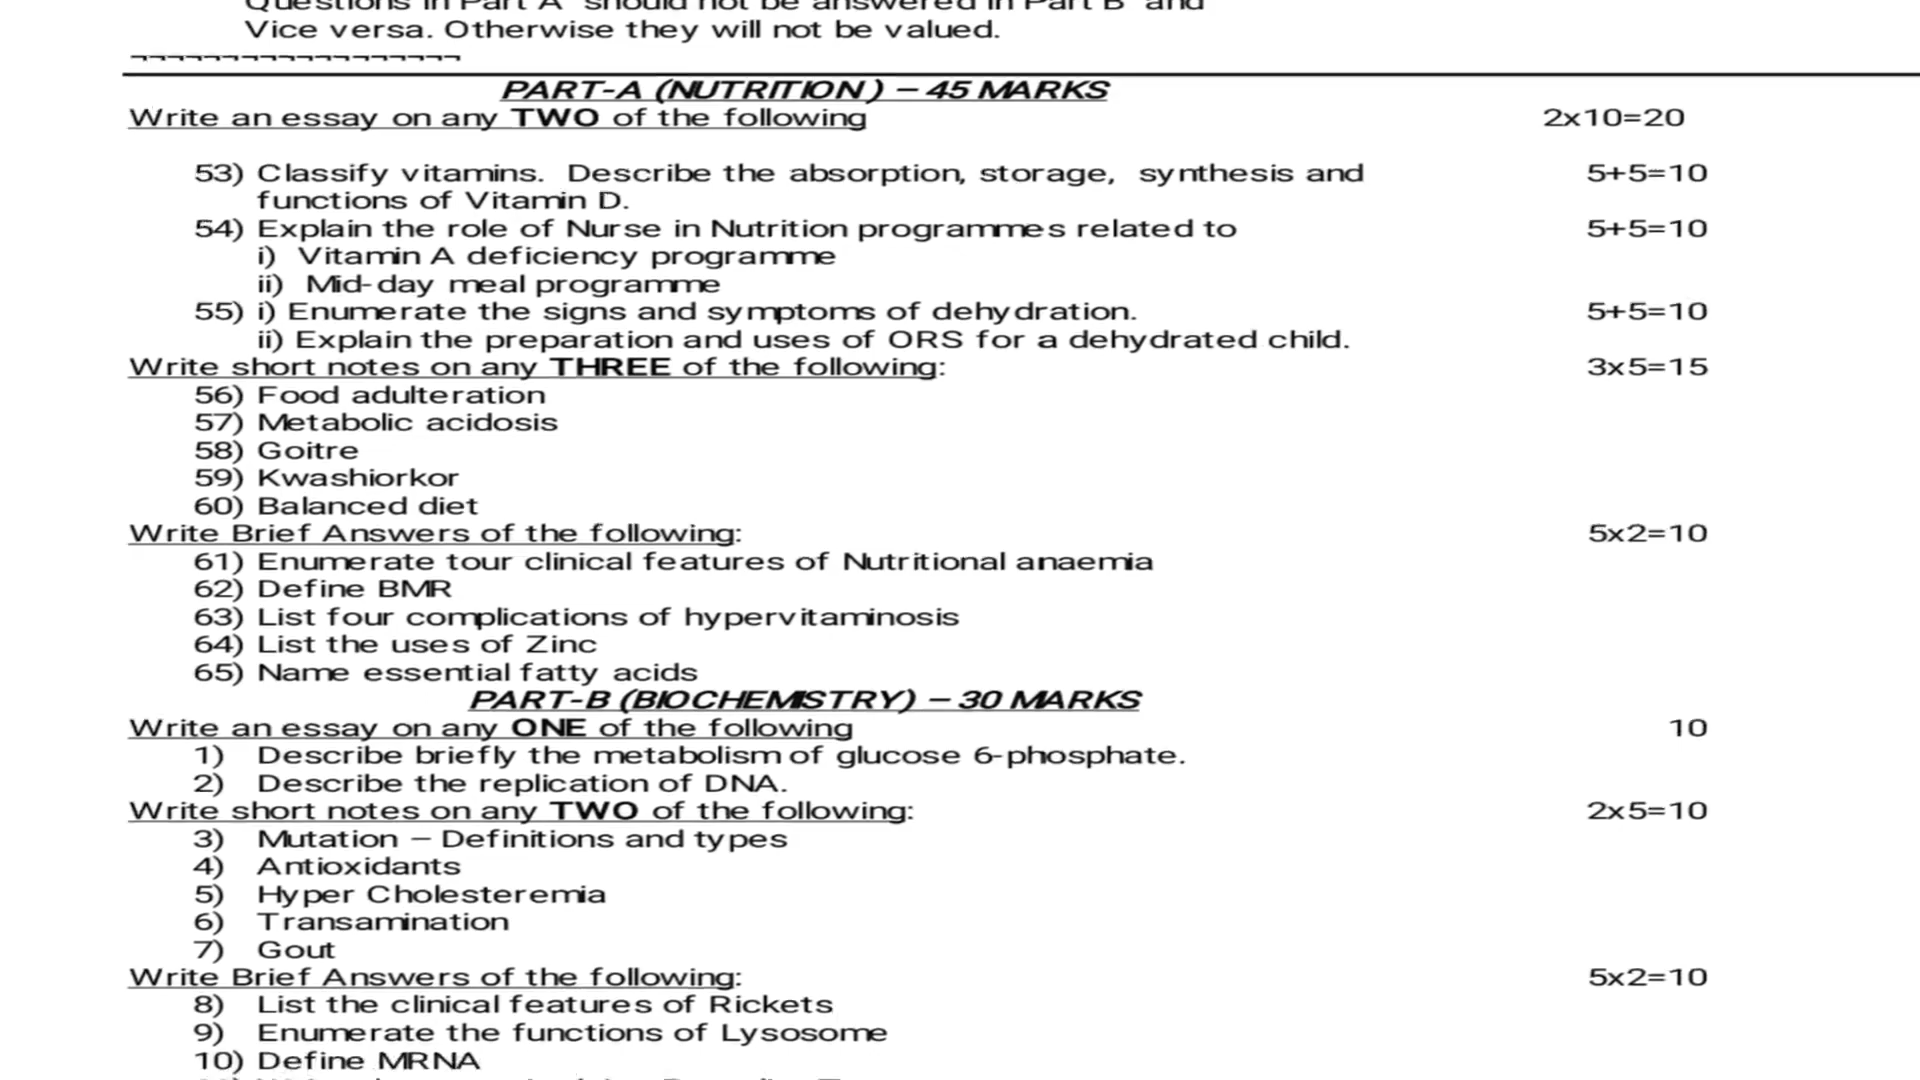 Questions in Part A should not be answered in Part B and
Vice versa. Otherwise they will not be valued.
PART-A (NUTRITION) – 45 MARKS
Write an essay on any TWO of the following 2x10=20
53) Classify vitamins. Describe the absorption, storage, synthesis and 5+5=10
functions of Vitamin D.
54) Explain the role of Nurse in Nutrition programmes related to 5+5=10
i) Vitamin A deficiency programme
ii) Mid-day meal programme
55) i) Enumerate the signs and symptoms of dehydration. 5+5=10
ii) Explain the preparation and uses of ORS for a dehydrated child.
Write short notes on any THREE of the following: 3x5=15
56) Food adulteration
57) Metabolic acidosis
58) Goitre
59) Kwashiorkor
60) Balanced diet
Write Brief Answers of the following: 5x2=10
61) Enumerate tour clinical features of Nutritional anaemia
62) Define BMR
63) List four complications of hypervitaminosis
64) List the uses of Zinc
65) Name essential fatty acids
PART-B (BIOCHEMISTRY) – 30 MARKS
Write an essay on any ONE of the following 10
1) Describe briefly the metabolism of glucose 6-phosphate.
2) Describe the replication of DNA.
Write short notes on any TWO of the following: 2x5=10
3) Mutation – Definitions and types
4) Antioxidants
5) Hyper Cholesteremia
6) Transamination
7) Gout
Write Brief Answers of the following: 5x2=10
8) List the clinical features of Rickets
9) Enumerate the functions of Lysosome
10) Define MRNA